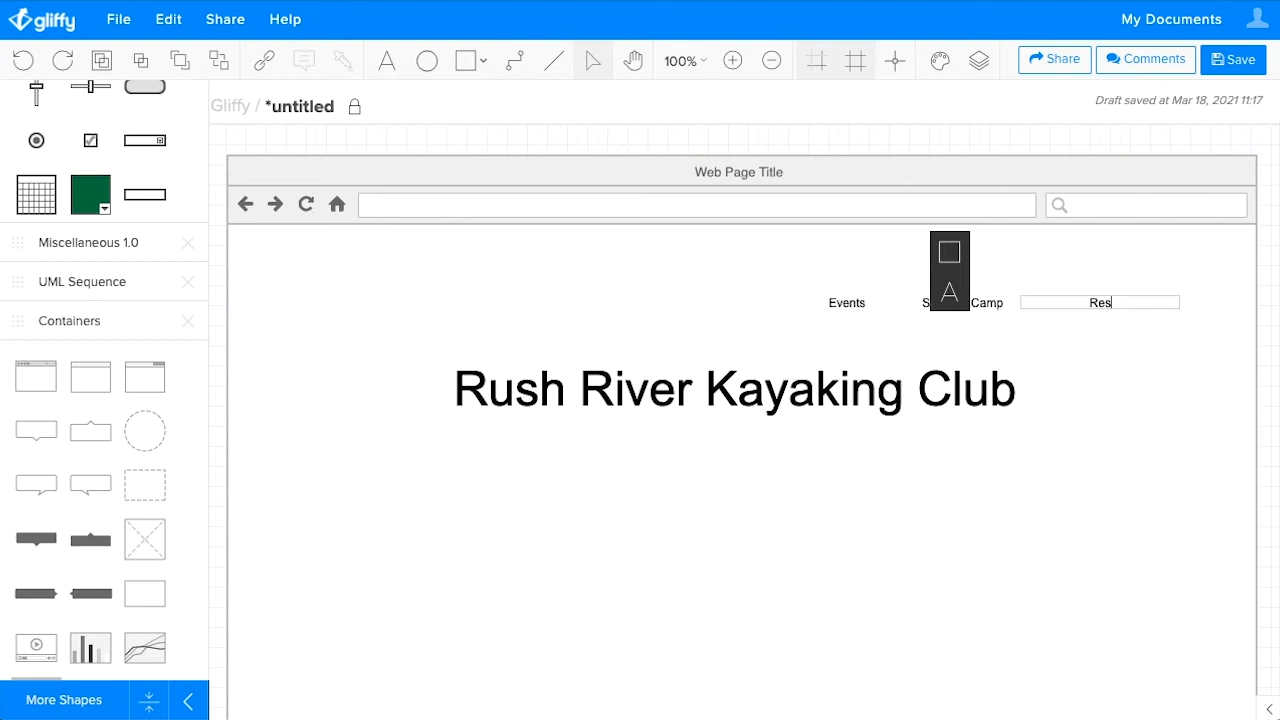 gliffy File Edit Share Help My Documents
100% Share Comments Save
Gliffy / *untitled Draft saved at Mar 18, 2021 11:17
Miscellaneous 1.0
UML Sequence
Containers
More Shapes
Web Page Title
Events Camp Res
Rush River Kayaking Club